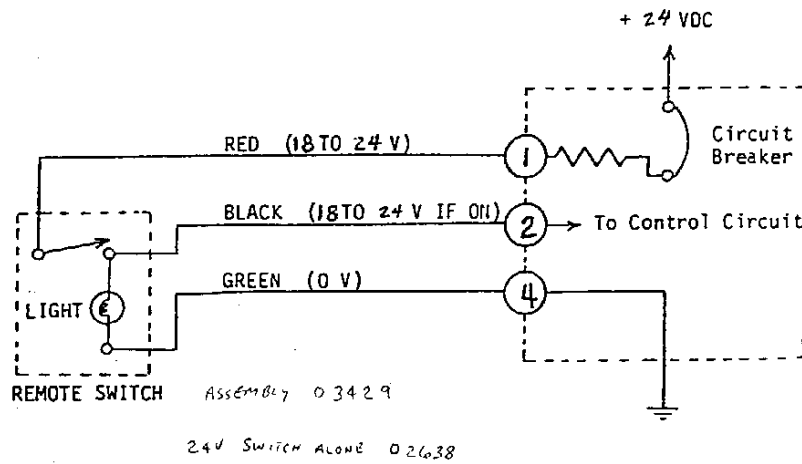 + 24 VDC
RED (18 TO 24 V)
1
Circuit
Breaker
BLACK (18 TO 24 V IF ON)
2
To Control Circuit
GREEN (0 V)
4
LIGHT
REMOTE SWITCH
ASSEMBLY 03429
24V SWITCH ALONE 02638